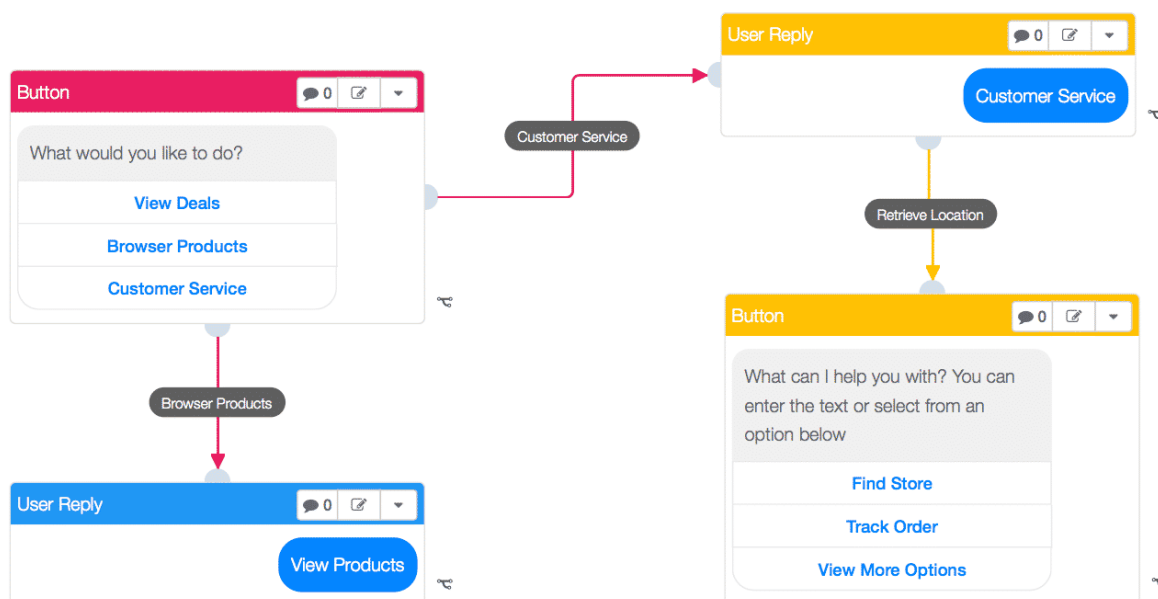 Button
0
What would you like to do?
View Deals
Browser Products
Customer Service
Customer Service
User Reply
0
Customer Service
Retrieve Location
Button
0
What can I help you with? You can
enter the text or select from an
option below
Find Store
Track Order
View More Options
Browser Products
User Reply
0
View Products